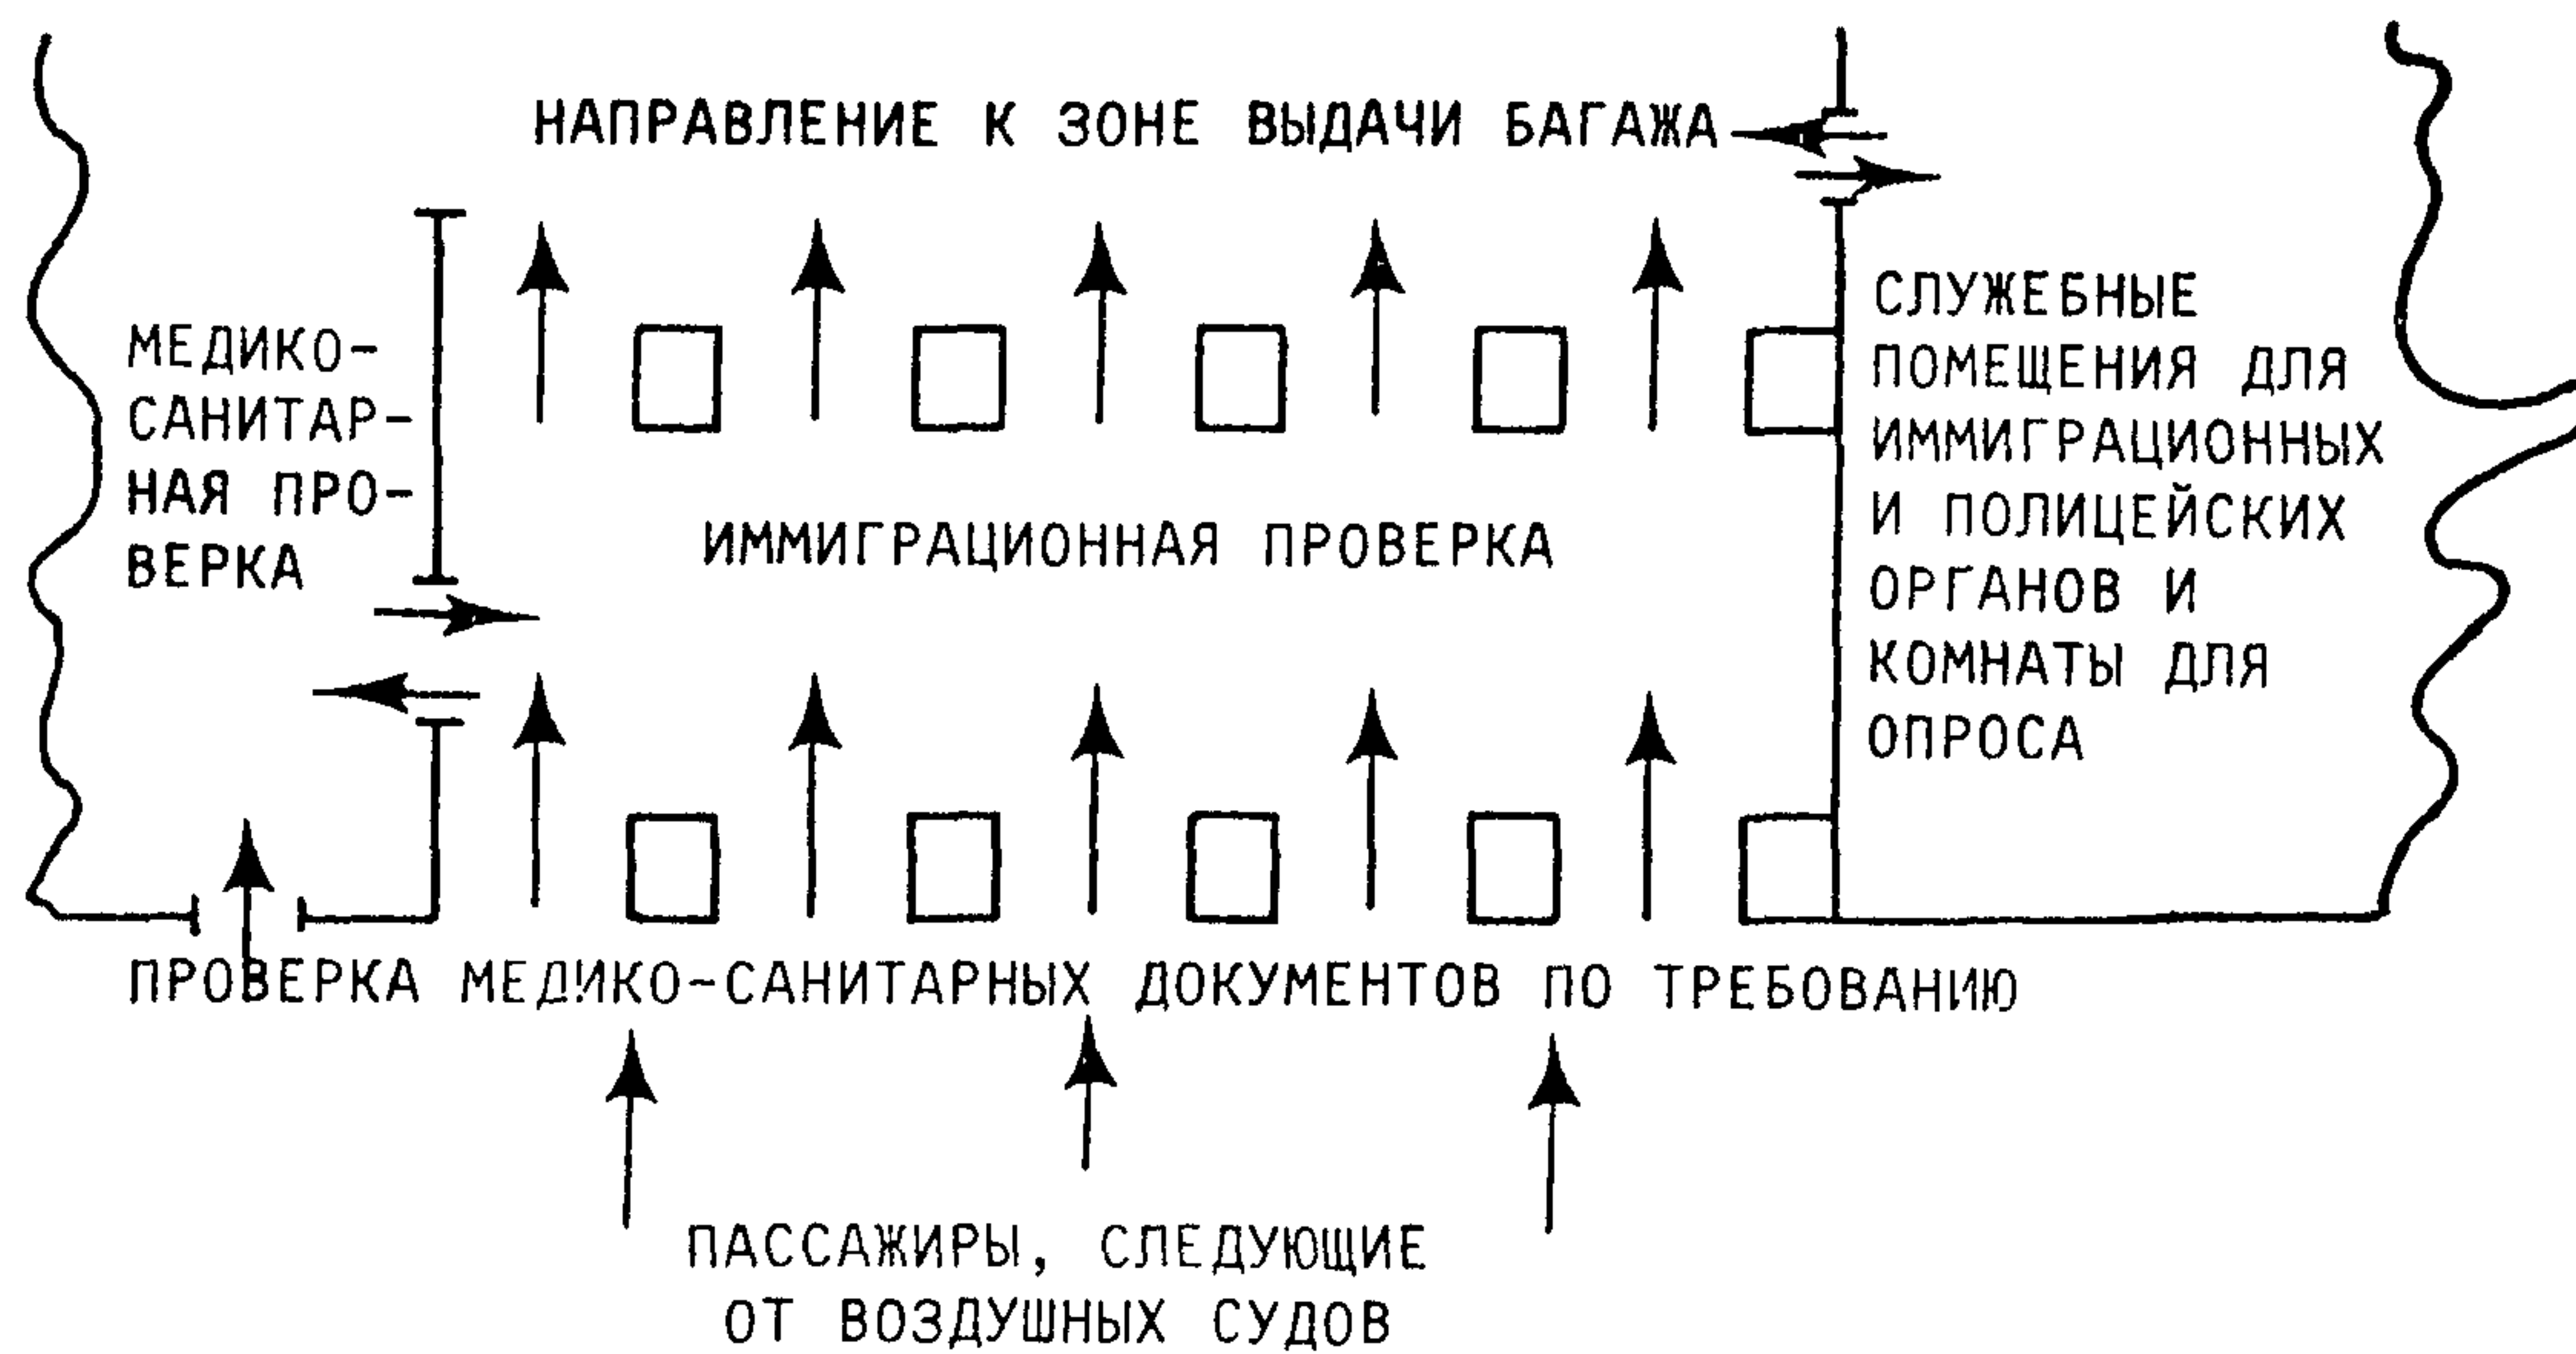 НАПРАВЛЕНИЕ К ЗОНЕ ВЫДАЧИ БАГАЖА
МЕДИКО-
САНИТАР-
НАЯ ПРО-
ВЕРКА
ИММИГРАЦИОННАЯ ПРОВЕРКА
СЛУЖЕБНЫЕ
ПОМЕЩЕНИЯ ДЛЯ
ИММИГРАЦИОННЫХ
И ПОЛИЦЕЙСКИХ
ОРГАНОВ И
КОМНАТЫ ДЛЯ
ОПРОСА
ПРОВЕРКА МЕДИКО-САНИТАРНЫХ ДОКУМЕНТОВ ПО ТРЕБОВАНИЮ
ПАССАЖИРЫ, СЛЕДУЮЩИЕ
ОТ ВОЗДУШНЫХ СУДОВ